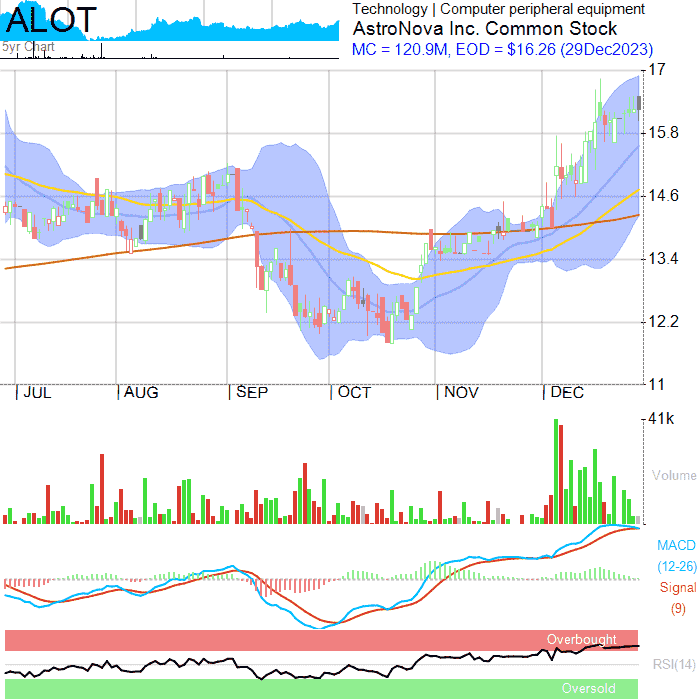 ALOT
5yr Chart
Technology | Computer peripheral equipment
AstroNova Inc. Common Stock
MC = 120.9M, EOD = $16.26 (29Dec2023)
17
15.8
14.6
13.4
12.2
11
JUL
AUG
SEP
OCT
NOV
DEC
41k
Volume
MACD
(12-26)
Signal
(9)
Overbought
RSI(14)
Oversold